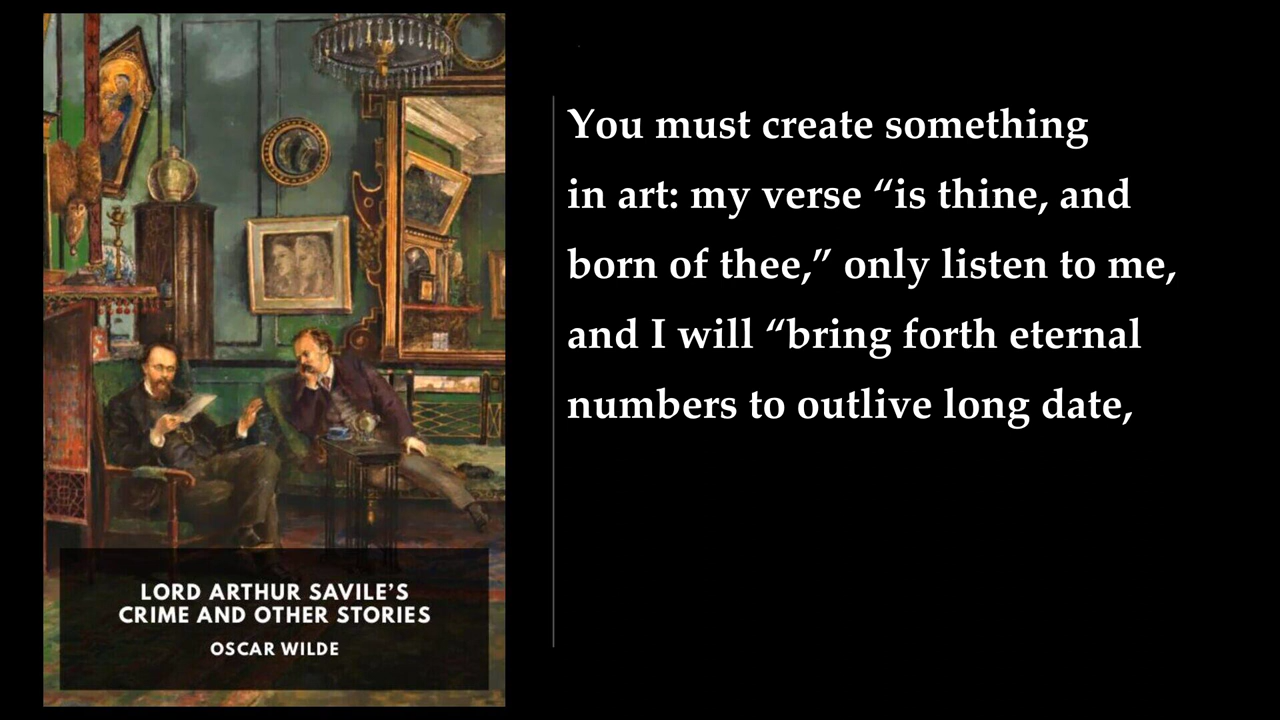 LORD ARTHUR SAVILE’S
CRIME AND OTHER STORIES
OSCAR WILDE
You must create something
in art: my verse “is thine, and
born of thee,” only listen to me,
and I will “bring forth eternal
numbers to outlive long date,